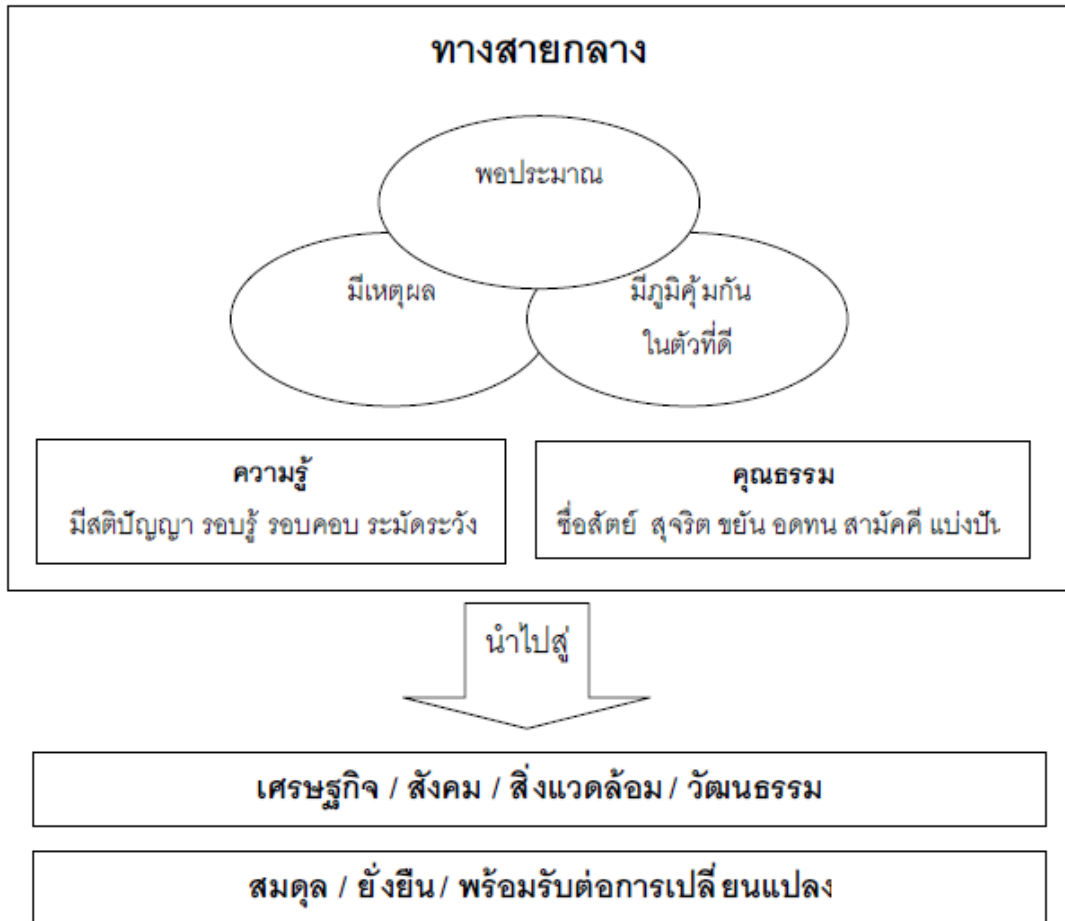 ทางสายกลาง
พอประมาณ
มีเหตุผล
มีภูมิคุ้มกัน
ในตัวที่ดี
ความรู้
มีสติปัญญา รอบรู้ รอบคอบ ระมัดระวัง
คุณธรรม
ซื่อสัตย์ สุจริต ขยัน อดทน สามัคคี แบ่งปัน
นำไปสู่
เศรษฐกิจ / สังคม / สิ่งแวดล้อม / วัฒนธรรม
สมดุล / ยั่งยืน / พร้อมรับต่อการเปลี่ยนแปลง